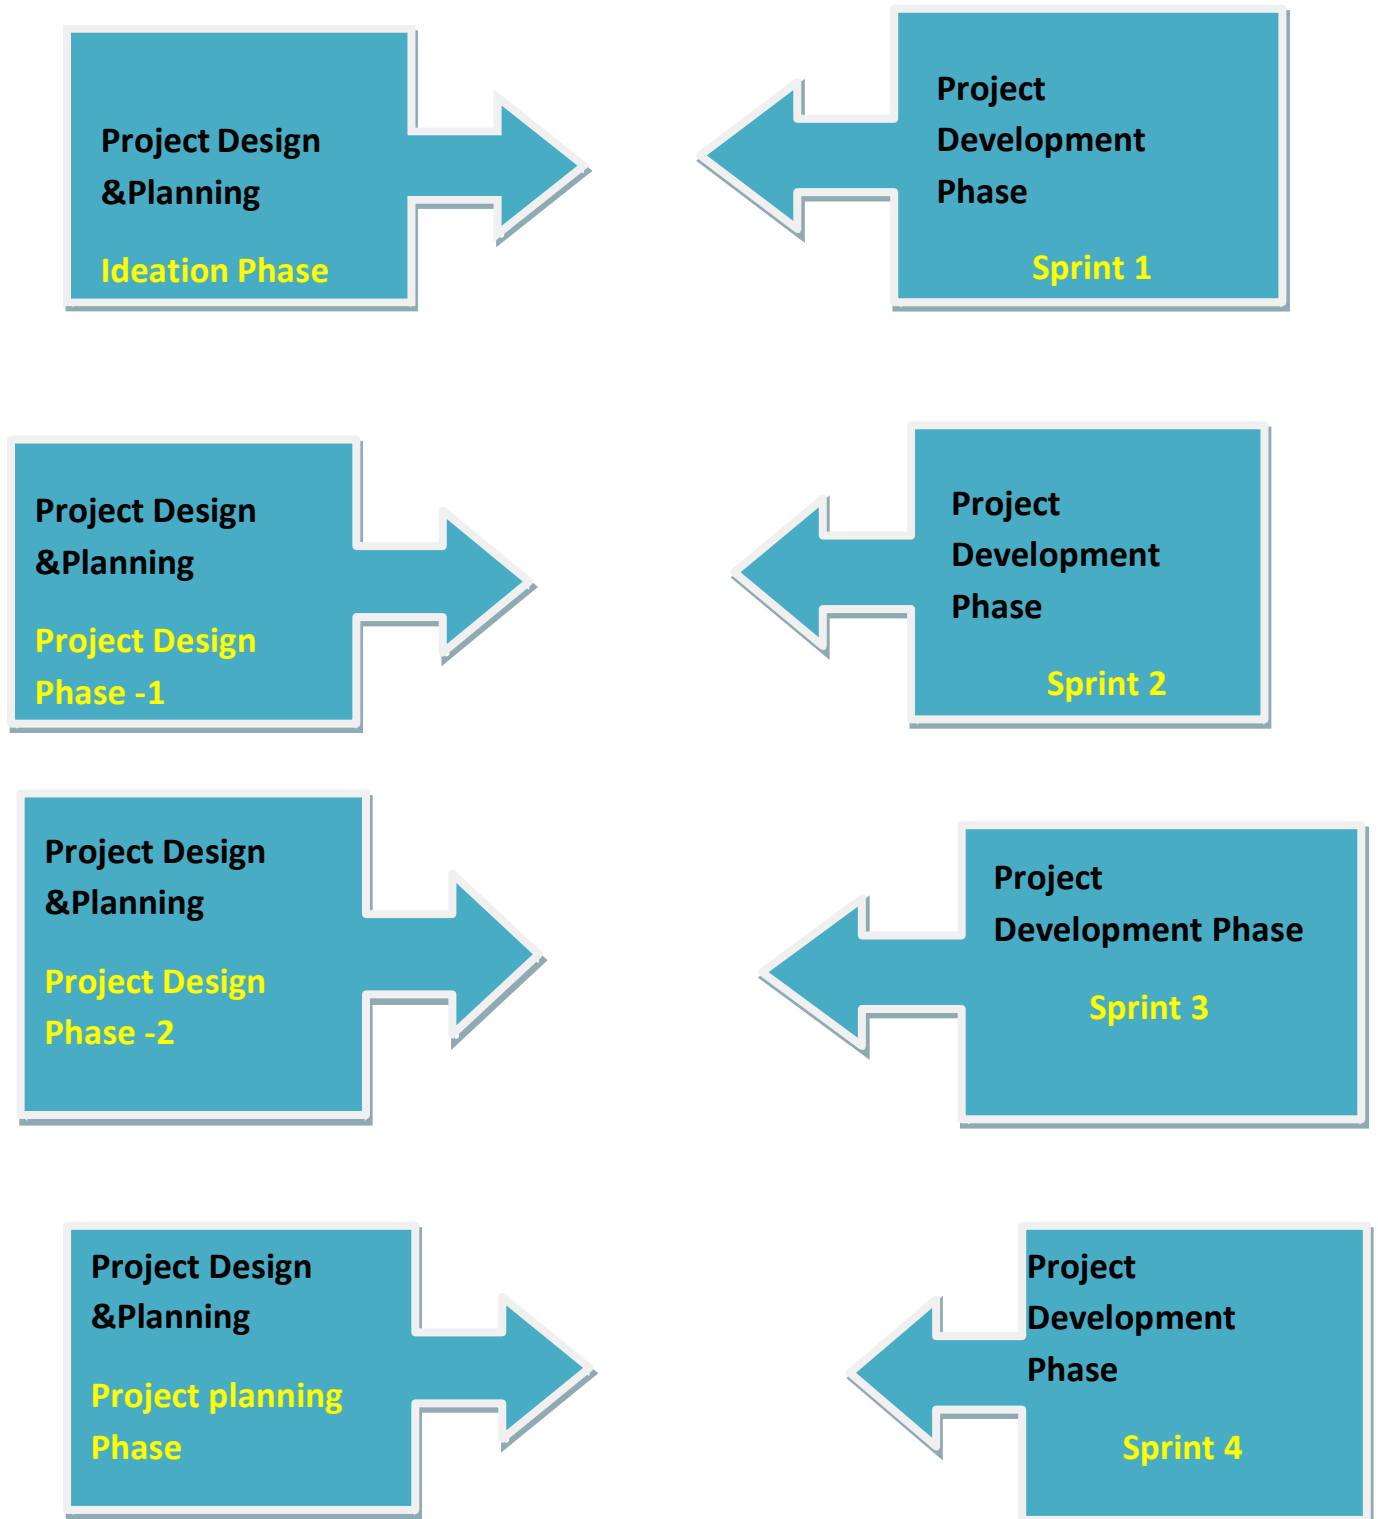 Project Design
&Planning
Ideation Phase
Project
Development
Phase
Sprint 1
Project Design
&Planning
Project Design
Phase -1
Project
Development
Phase
Sprint 2
Project Design
&Planning
Project Design
Phase -2
Project
Development Phase
Sprint 3
Project Design
&Planning
Project planning
Phase
Project
Development
Phase
Sprint 4